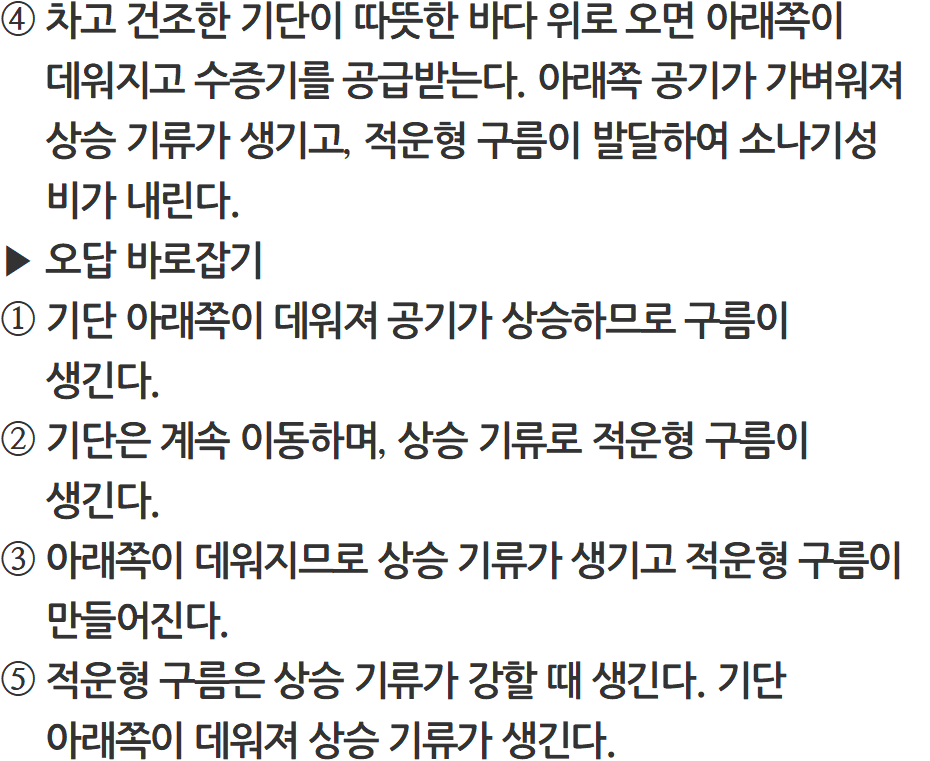 ④ 차고 건조한 기단이 따뜻한 바다 위로 오면 아래쪽이
데워지고 수증기를 공급받는다. 아래쪽 공기가 가벼워져
상승 기류가 생기고, 적운형 구름이 발달하여 소나기성
비가 내린다.
▶ 오답 바로잡기
① 기단 아래쪽이 데워져 공기가 상승하므로 구름이
생긴다.
② 기단은 계속 이동하며, 상승 기류로 적운형 구름이
생긴다.
③ 아래쪽이 데워지므로 상승 기류가 생기고 적운형 구름이
만들어진다.
⑤ 적운형 구름은 상승 기류가 강할 때 생긴다. 기단
아래쪽이 데워져 상승 기류가 생긴다.